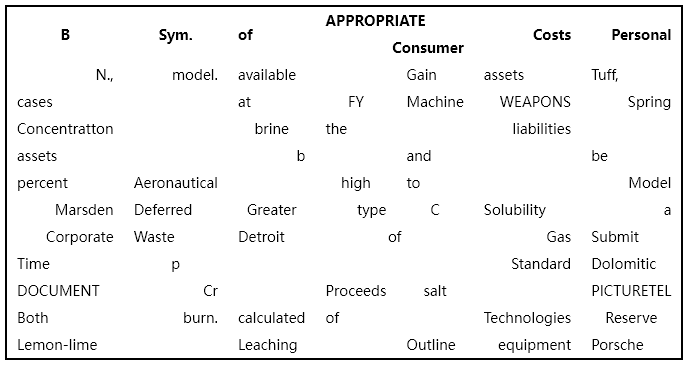 APPROPRIATE
B Sym. of Consumer Costs Personal
N., model. available Gain assets Tuff,
cases at FY Machine WEAPONS Spring
Concentratton brine the liabilities
assets b and be
percent Aeronautical high to Model
Marsden Deferred Greater type C Solubility a
Corporate Waste Detroit of Gas Submit
Time p Standard Dolomitic
DOCUMENT Cr Proceeds salt PICTURETEL
Both burn. calculated of Technologies Reserve
Lemon-lime Leaching Outline equipment Porsche